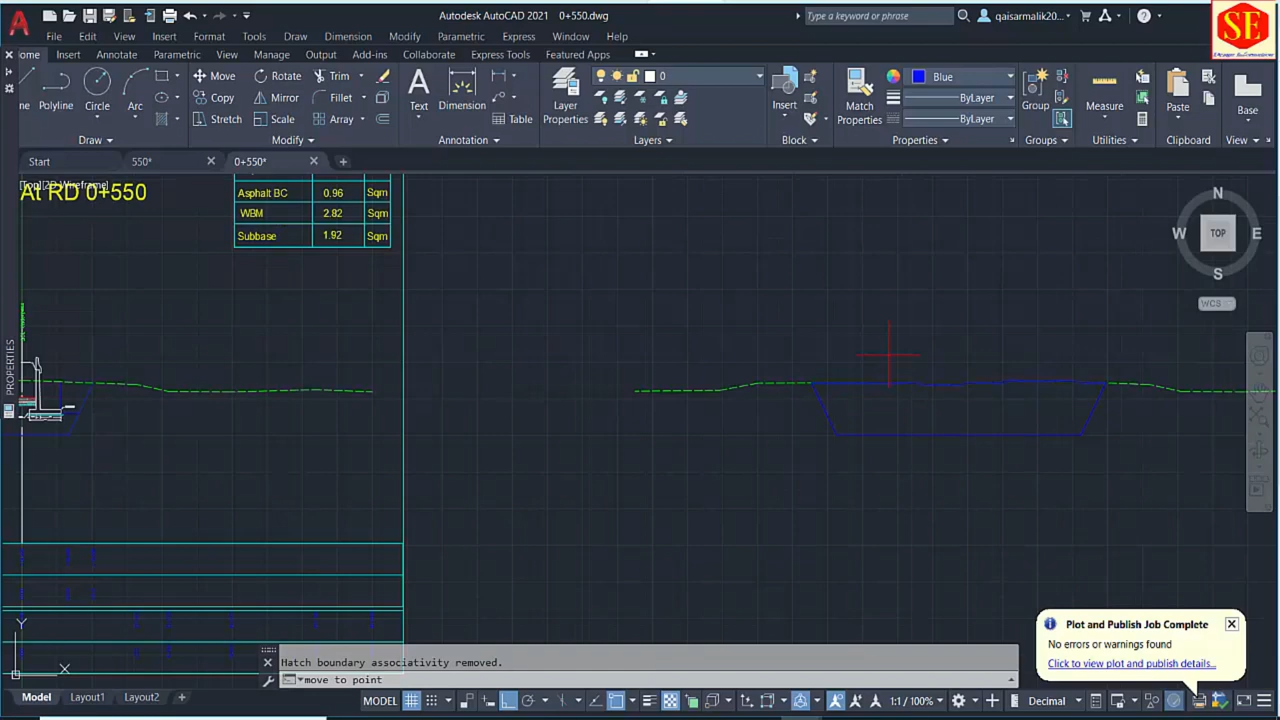 Autodesk AutoCAD 2021 0+550.dwg
Type a keyword or phrase
qaisarmalik20...
SE
File Edit View Insert Format Tools Draw Dimension Modify Parametric Express Window Help
ome Insert Annotate Parametric View Manage Output Add-ins Collaborate Express Tools Featured Apps
Move Rotate Trim
Copy Mirror Fillet
Stretch Scale Array
ne Polyline Circle Arc
Text Dimension
Table
Layer
Properties
0
Insert
Match
Properties
Blue
ByLayer
ByLayer
Group
Measure
Paste
Base
Draw Modify Annotation Layers Block Properties Groups Utilities Clipboard View
Start 550* 0+550*
[Top][2D Wireframe]
At RD 0+550
Asphalt BC 0.96 Sqm
WBM 2.82 Sqm
Subbase 1.92 Sqm
N
W TOP E
S
WCS
PROPERTIES
Y
X
Hatch boundary associativity removed.
move to point
Plot and Publish Job Complete
No errors or warnings found
Click to view plot and publish details...
Model Layout1 Layout2
MODEL 1:1 / 100% Decimal